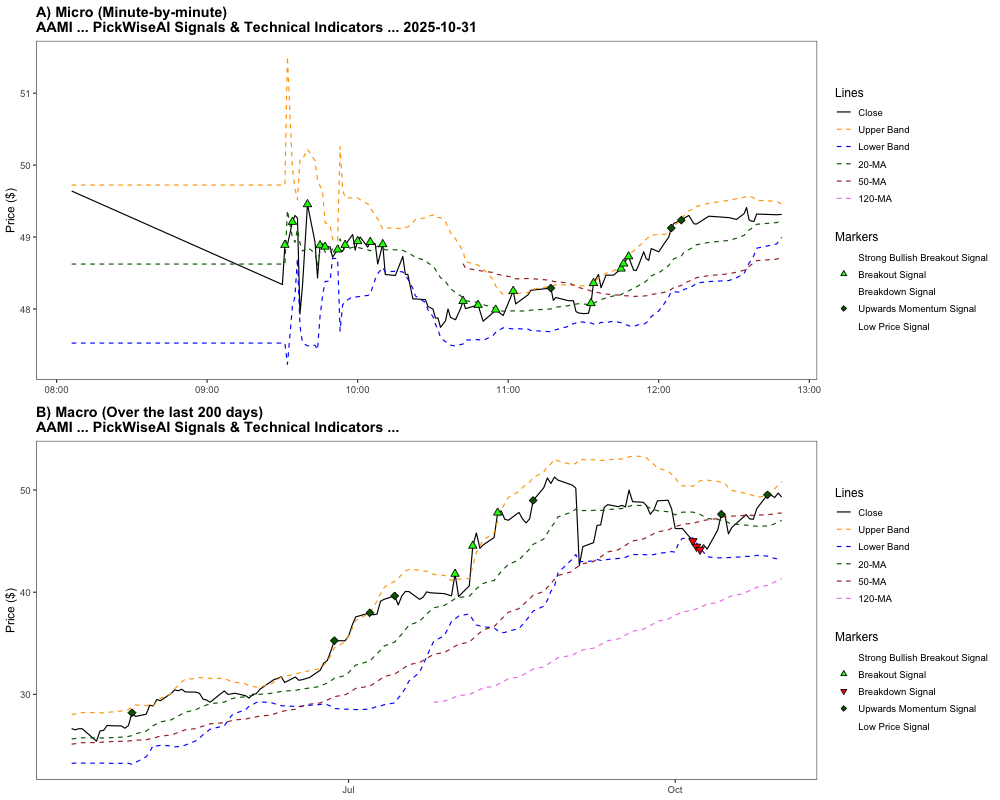 A) Micro (Minute-by-minute)
AAMI ... PickWiseAI Signals & Technical Indicators ... 2025-10-31
Price ($)
51
50
49
48
08:00
09:00
10:00
11:00
12:00
13:00
Lines
Close
Upper Band
Lower Band
20-MA
50-MA
120-MA
Markers
Strong Bullish Breakout Signal
Breakout Signal
Breakdown Signal
Upwards Momentum Signal
Low Price Signal
B) Macro (Over the last 200 days)
AAMI ... PickWiseAI Signals & Technical Indicators ...
Price ($)
50
40
30
Jul
Oct
Lines
Close
Upper Band
Lower Band
20-MA
50-MA
120-MA
Markers
Strong Bullish Breakout Signal
Breakout Signal
Breakdown Signal
Upwards Momentum Signal
Low Price Signal